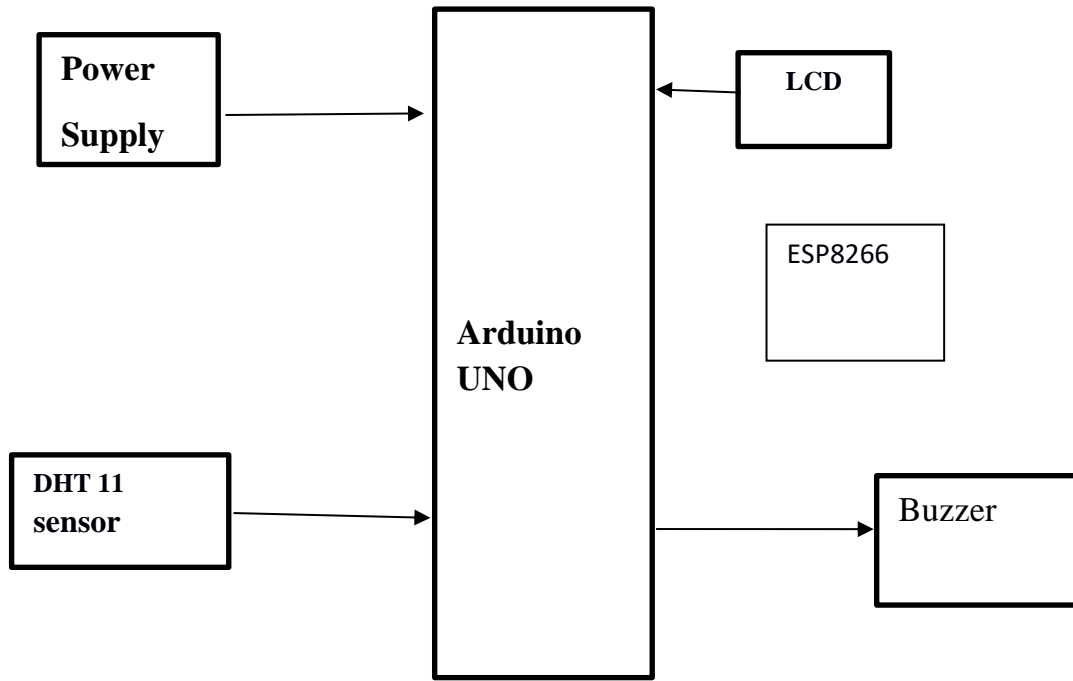 Power
Supply
LCD
ESP8266
Arduino
UNO
DHT 11
sensor
Buzzer